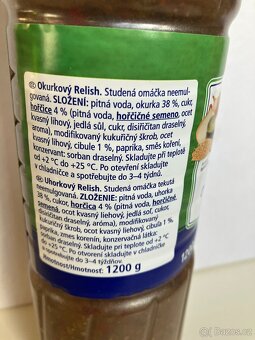 Okurkový Relish. Studená omáčka neemul-
govaná. SLOŽENÍ: pitná voda, okurka 38 %, cukr,
hořčice 4 % (pitná voda, hořčičné semeno, ocet
kvasný lihový, jedlá sůl, cukr, disiřičitan draselný,
aroma), modifikovaný kukuřičný škrob, ocet
kvasný lihový, cibule 1 %, paprika, směs koření,
konzervant: sorban draselný. Skladujte při teplotě
od +2 °C do +25 °C. Po otevření skladujte
v chladničce a spotřebujte do 3–4 týdnů.
Uhorkový Relish. Studená omáčka tekutá
neemulgovaná. ZLOŽENIE: pitná voda, uhorka
38 %, cukor, horčica 4 % (pitná voda, horčičné
semeno, ocot kvasný liehový, jedlá soľ, cukor,
disiričitan draselný, aróma), modifikovaný
kukuričný škrob, ocot kvasný liehový, cibuľa 1 %,
paprika, zmes korenín, konzervačná látka:
sorban draselný. Skladujte pri teplote od +2 °C
do +25 °C. Po otvorení skladujte v chladničke
a spotrebujte do 3–4 týždňov.
Hmotnost/Hmotnosť: 1200 g
bazos.cz